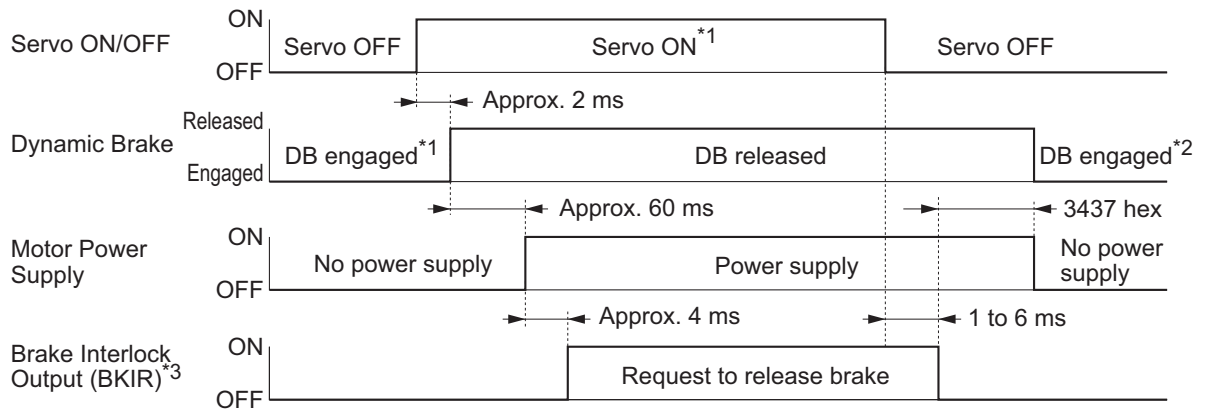 ON
Servo ON/OFF
Servo OFF
Servo ON*1
Servo OFF
OFF
Approx. 2 ms
Released
Dynamic Brake
DB engaged*1
DB released
DB engaged*2
Engaged
Approx. 60 ms
3437 hex
ON
Motor Power
Supply
No power supply
Power supply
No power
supply
OFF
Approx. 4 ms
1 to 6 ms
ON
Brake Interlock
Output (BKIR)*3
Request to release brake
OFF